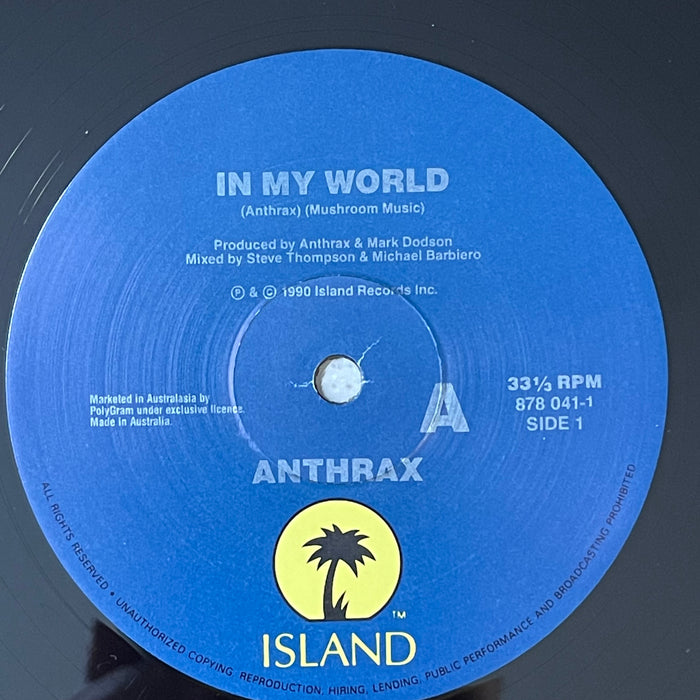 IN MY WORLD
(Anthrax) (Mushroom Music)
Produced by Anthrax & Mark Dodson
Mixed by Steve Thompson & Michael Barbiero
℗ & © 1990 Island Records Inc.
Marketed in Australasia by
PolyGram under exclusive licence.
Made in Australia.
A
33⅓ RPM
878 041-1
SIDE 1
ANTHRAX
TM
ISLAND
ALL RIGHTS RESERVED • UNAUTHORIZED COPYING, REPRODUCTION, HIRING, LENDING, PUBLIC PERFORMANCE AND BROADCASTING PROHIBITED